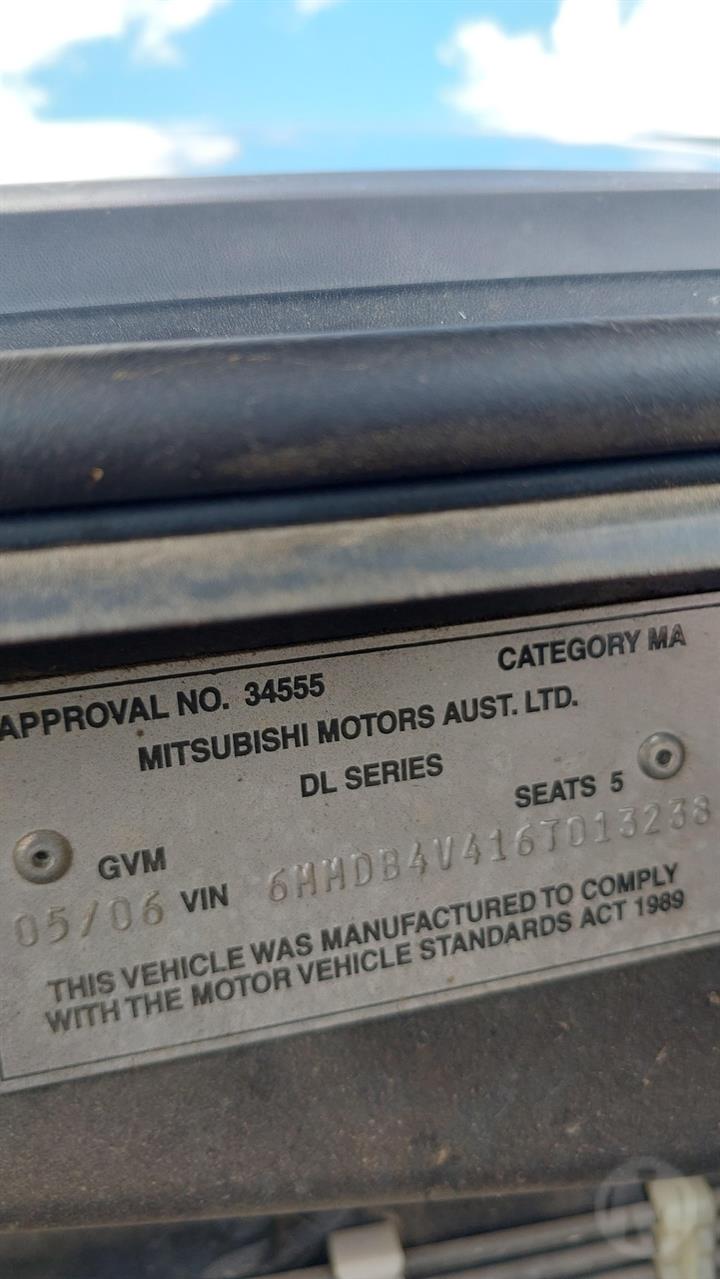 APPROVAL NO. 34555 CATEGORY MA
MITSUBISHI MOTORS AUST. LTD.
DL SERIES
GVM SEATS 5
05/06 VIN 6MMDB4V416T013238
THIS VEHICLE WAS MANUFACTURED TO COMPLY
WITH THE MOTOR VEHICLE STANDARDS ACT 1989